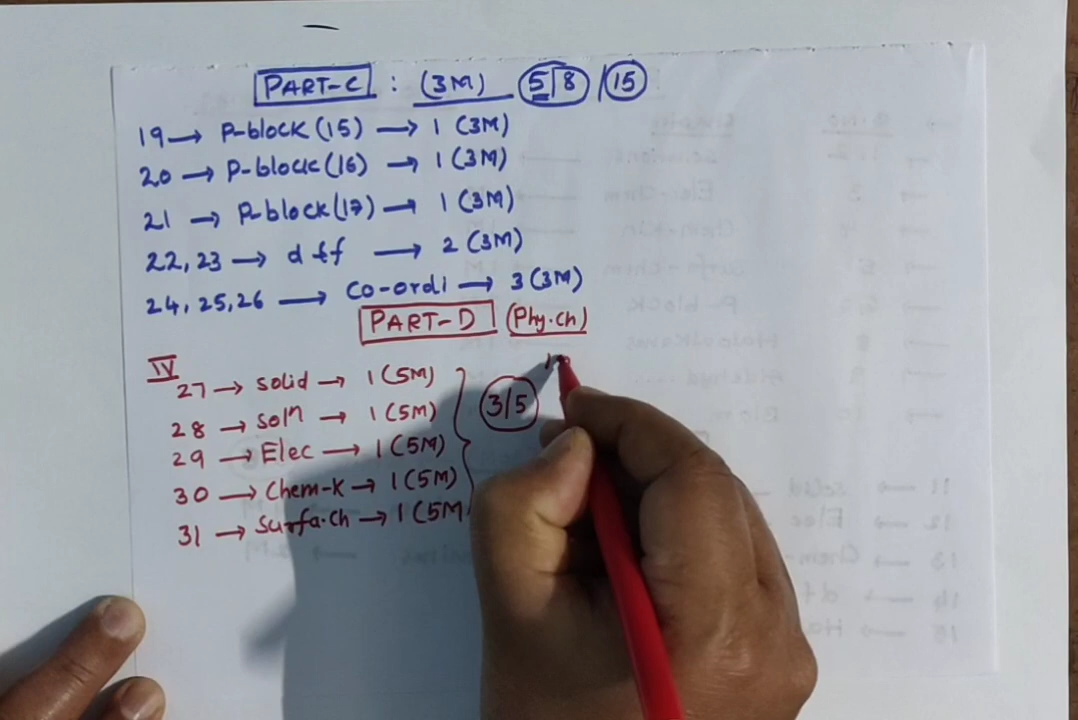 PART-C : (3M) 5/8 /15
19 → P-block (15) → 1 (3M)
20 → P-block (16) → 1 (3M)
21 → P-block (17) → 1 (3M)
22, 23 → d & f → 2 (3M)
24, 25, 26 → Co-ordi → 3 (3M)
PART-D (Phy.Ch)
IV
27 → solid → 1 (5M)
28 → soln → 1 (5M) 3/5
29 → Elec → 1 (5M)
30 → Chem-K → 1 (5M)
31 → Surfa.Ch → 1 (5M